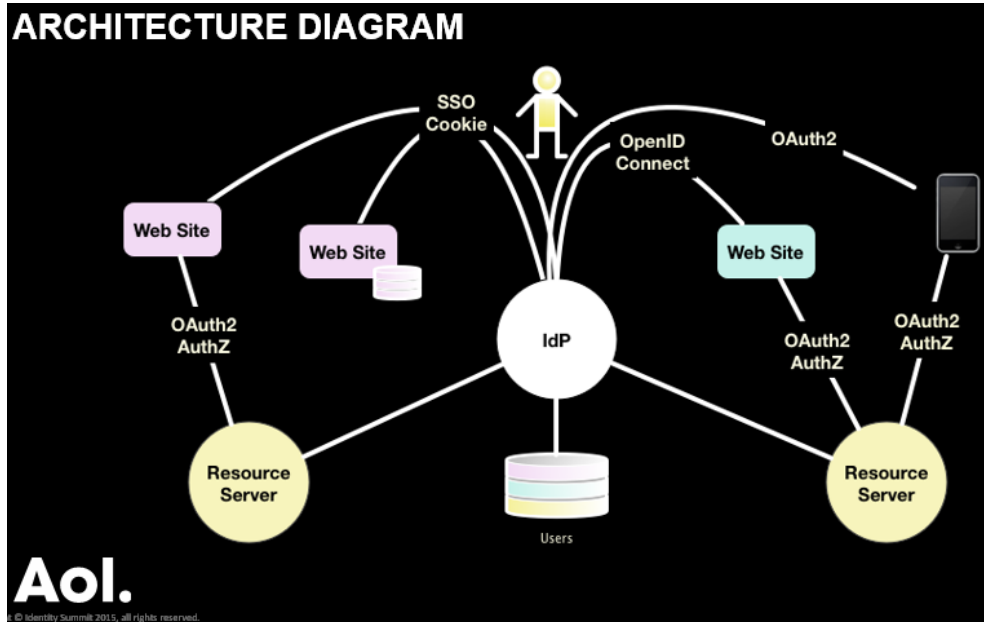 ARCHITECTURE DIAGRAM
SSO
Cookie
OpenID
Connect
OAuth2
Web Site
Web Site
Web Site
OAuth2
AuthZ
IdP
OAuth2
AuthZ
OAuth2
AuthZ
Resource
Server
Resource
Server
Users
Aol.
t © Identity Summit 2015, all rights reserved.